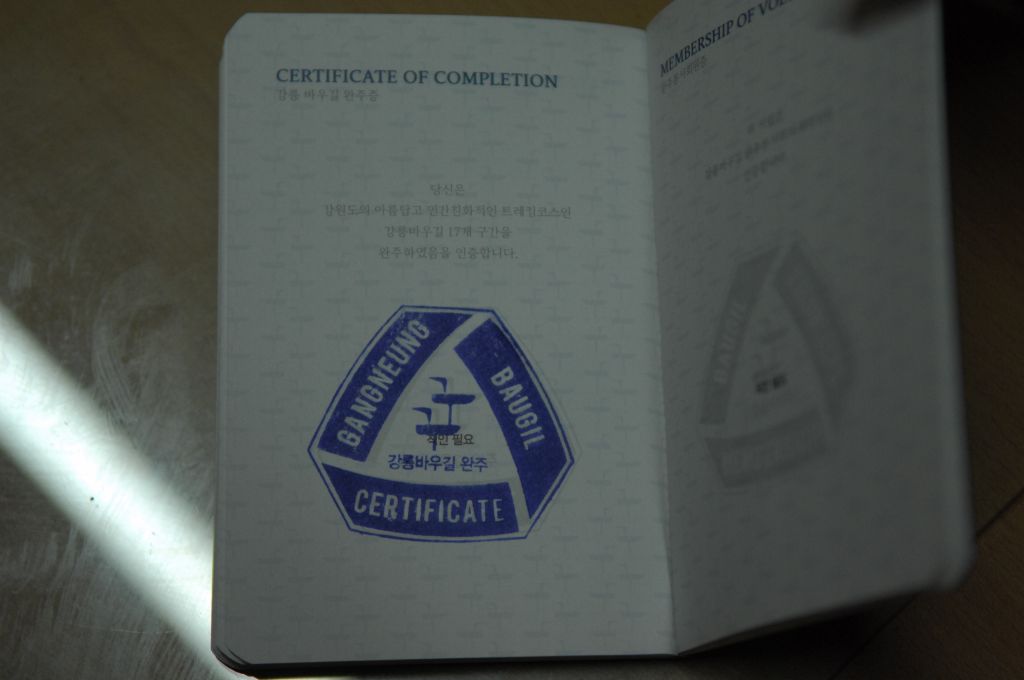 CERTIFICATE OF COMPLETION
강릉 바우길 완주증
당신은
강원도의 아름답고 인간친화적인 트레킹코스인
강릉바우길 17개 구간을
완주하였음을 인증합니다.
GANGNEUNG
BAUGIL
직인 필요
강릉바우길 완주
CERTIFICATE
MEMBERSHIP OF
BAUGIL